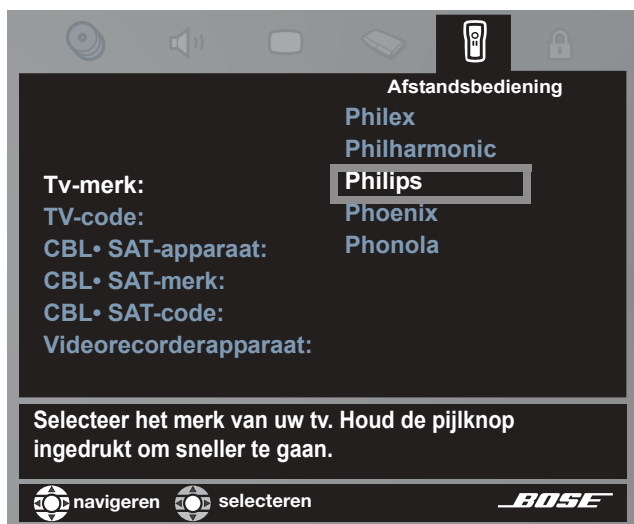 Afstandsbediening
Philex
Philharmonic
Tv-merk: Philips
TV-code: Phoenix
CBL• SAT-apparaat: Phonola
CBL• SAT-merk:
CBL• SAT-code:
Videorecorderapparaat:
Selecteer het merk van uw tv. Houd de pijlknop
ingedrukt om sneller te gaan.
navigeren selecteren BOSE